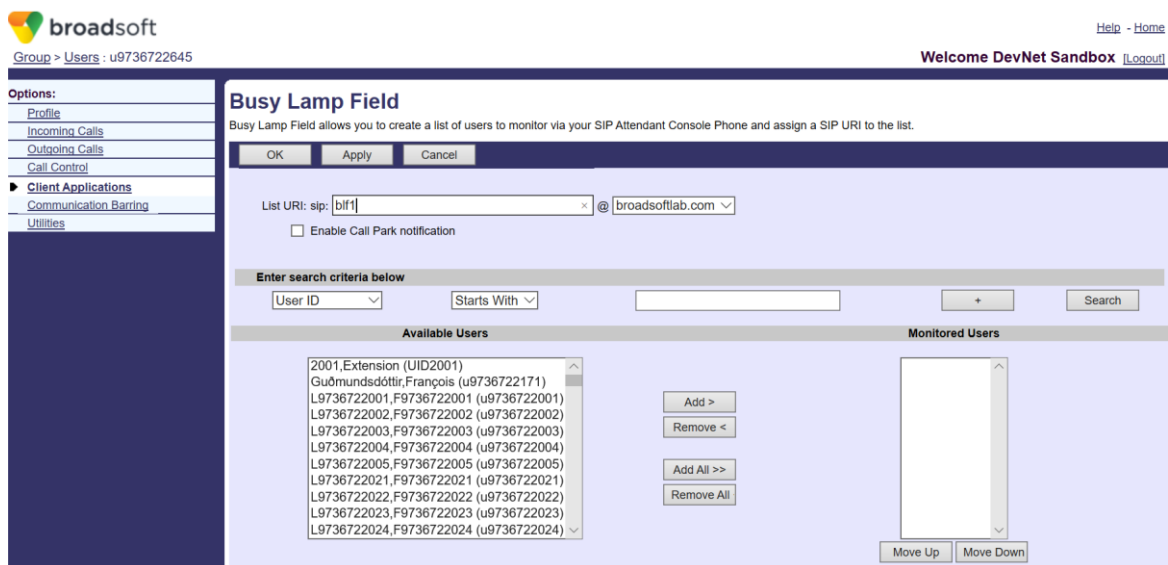 broadsoft
Help - Home
Group > Users : u9736722645
Welcome DevNet Sandbox [Logout]
Options:
Profile
Incoming Calls
Outgoing Calls
Call Control
Client Applications
Communication Barring
Utilities
Busy Lamp Field
Busy Lamp Field allows you to create a list of users to monitor via your SIP Attendant Console Phone and assign a SIP URI to the list.
OK Apply Cancel
List URI: sip: blf1 × @ broadsoftlab.com
Enable Call Park notification
Enter search criteria below
User ID Starts With + Search
Available Users Monitored Users
2001,Extension (UID2001)
Guðmundsdóttir,François (u9736722171)
L9736722001,F9736722001 (u9736722001)
L9736722002,F9736722002 (u9736722002)
L9736722003,F9736722003 (u9736722003)
L9736722004,F9736722004 (u9736722004)
L9736722005,F9736722005 (u9736722005)
L9736722021,F9736722021 (u9736722021)
L9736722022,F9736722022 (u9736722022)
L9736722023,F9736722023 (u9736722023)
L9736722024,F9736722024 (u9736722024)
Add >
Remove <
Add All >>
Remove All
Move Up Move Down